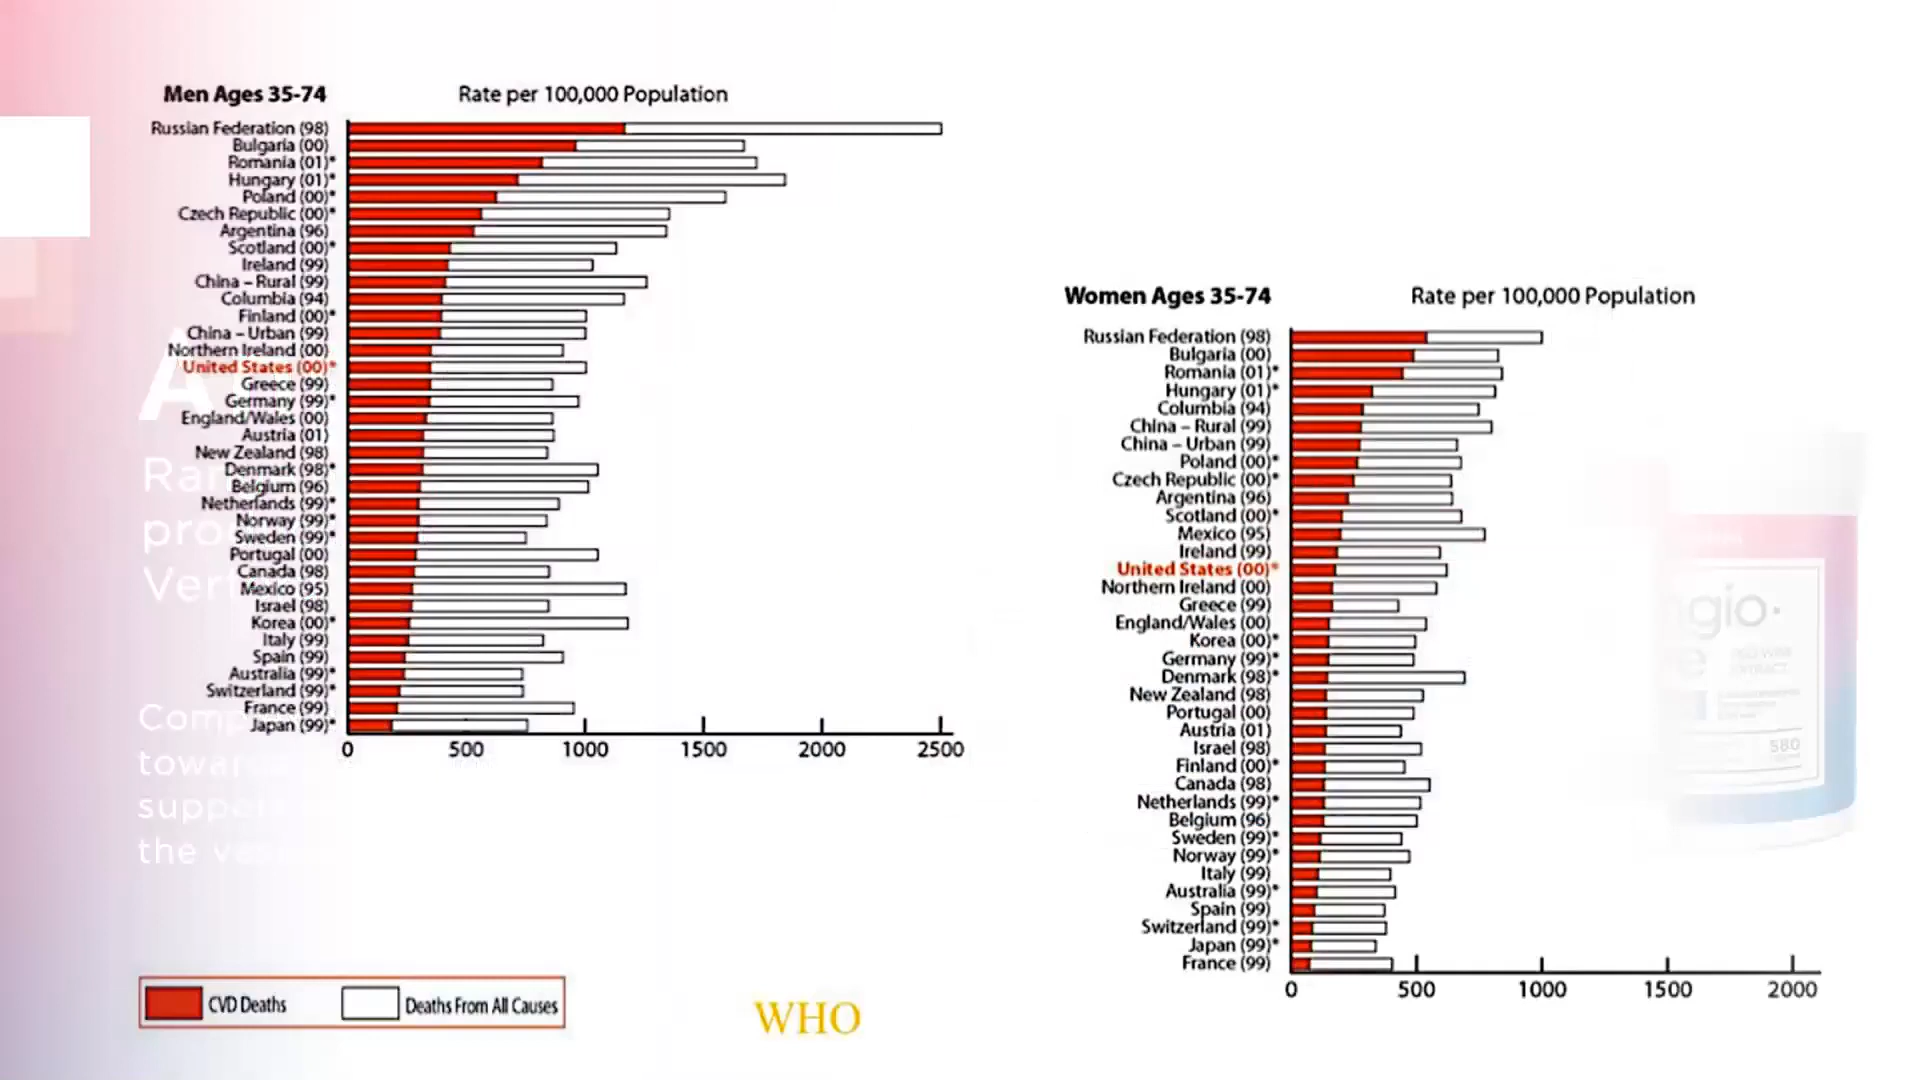 Men Ages 35-74
Rate per 100,000 Population
Russian Federation (98)
Bulgaria (00)
Romania (01)*
Hungary (01)*
Poland (00)*
Czech Republic (00)*
Argentina (96)
Scotland (00)*
Ireland (99)
China – Rural (99)
Columbia (94)
Finland (00)*
China – Urban (99)
Northern Ireland (00)
United States (00)*
Greece (99)
Germany (99)*
England/Wales (00)
Austria (01)
New Zealand (98)
Denmark (98)*
Belgium (96)
Netherlands (99)*
Norway (99)*
Sweden (99)*
Portugal (00)
Canada (98)
Mexico (95)
Israel (98)
Korea (00)*
Italy (99)
Spain (99)
Australia (99)*
Switzerland (99)*
France (99)
Japan (99)*
0 500 1000 1500 2000 2500
Women Ages 35-74
Rate per 100,000 Population
Russian Federation (98)
Bulgaria (00)
Romania (01)*
Hungary (01)*
Columbia (94)
China – Rural (99)
China – Urban (99)
Poland (00)*
Czech Republic (00)*
Argentina (96)
Scotland (00)*
Mexico (95)
Ireland (99)
United States (00)*
Northern Ireland (00)
Greece (99)
England/Wales (00)
Korea (00)*
Germany (99)*
Denmark (98)*
New Zealand (98)
Portugal (00)
Austria (01)
Israel (98)
Finland (00)*
Canada (98)
Netherlands (99)*
Belgium (96)
Sweden (99)*
Norway (99)*
Italy (99)
Australia (99)*
Spain (99)
Switzerland (99)*
Japan (99)*
France (99)
0 500 1000 1500 2000
CVD Deaths
Deaths From All Causes
WHO
the
RED WINE
EXTRACT
580